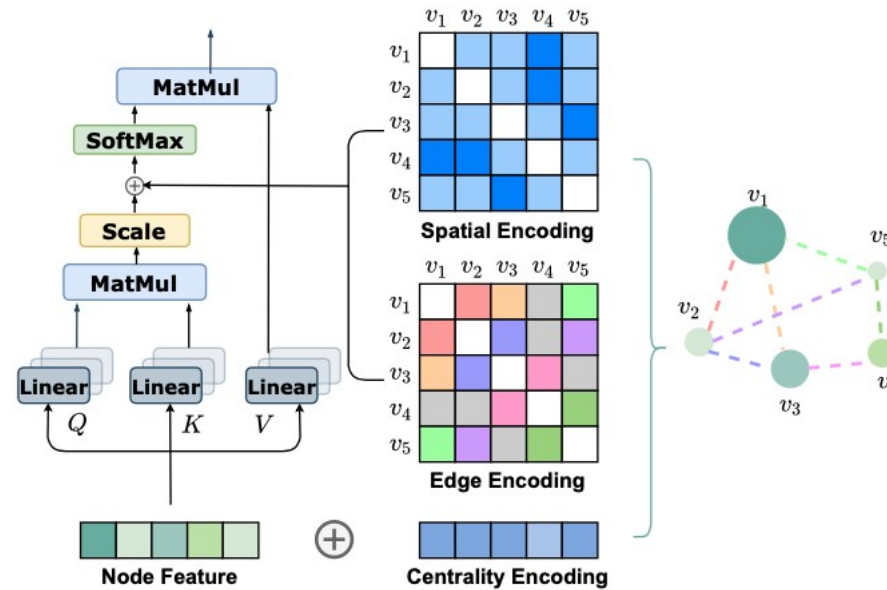 MatMul
SoftMax
Scale
MatMul
Linear
Linear
Linear
Q
K
V
Node Feature
v1 v2 v3 v4 v5
v1
v2
v3
v4
v5
Spatial Encoding
v1 v2 v3 v4 v5
v1
v2
v3
v4
v5
Edge Encoding
Centrality Encoding
v1
v5
v2
v3
v